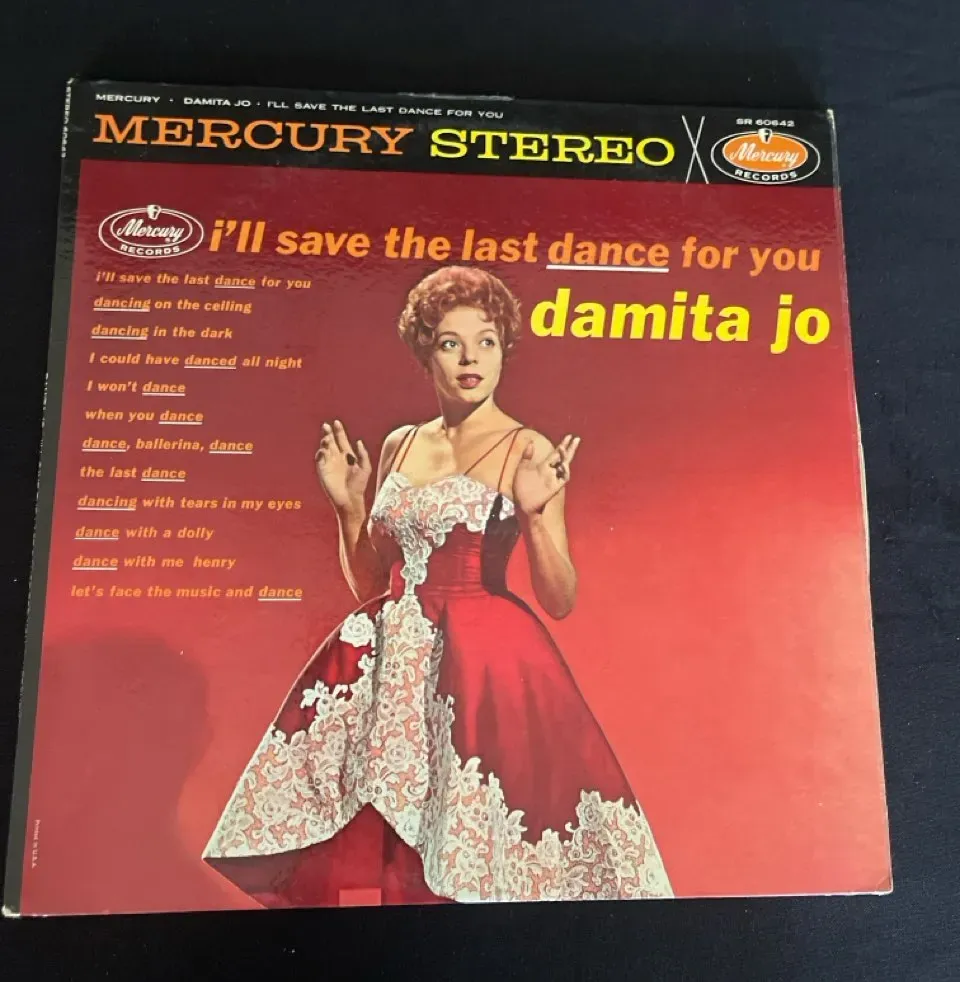 MERCURY · DAMITA JO · I'LL SAVE THE LAST DANCE FOR YOU
SR 60642
MERCURY STEREO
Mercury
RECORDS
Mercury
RECORDS
i'll save the last dance for you
damita jo
i'll save the last dance for you
dancing on the ceiling
dancing in the dark
I could have danced all night
I won't dance
when you dance
dance, ballerina, dance
the last dance
dancing with tears in my eyes
dance with a dolly
dance with me henry
let's face the music and dance
Printed in U.S.A.
STEREO 60642